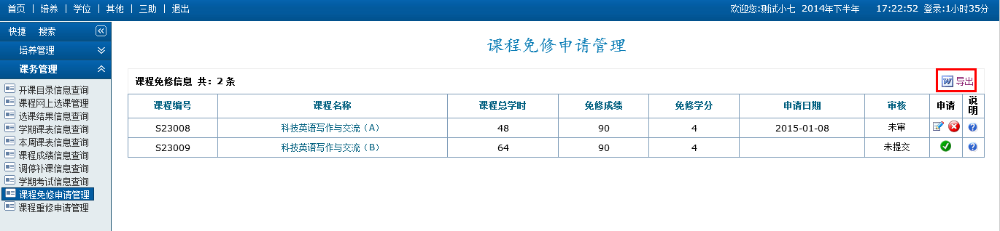 首页 | 培养 | 学位 | 其他 | 三助 | 退出
欢迎您:测试小七 2014年下半年 17:22:52 登录:1小时35分
快捷 搜索
培养管理
课务管理
开课目录信息查询
课程网上选课管理
选课结果信息查询
学期课表信息查询
本周课表信息查询
课程成绩信息查询
调停补课信息查询
学期考试信息查询
课程免修申请管理
课程重修申请管理
课程免修申请管理
课程免修信息 共: 2 条
导出
课程编号 课程名称 课程总学时 免修成绩 免修学分 申请日期 审核 申请 说明
S23008 科技英语写作与交流（A） 48 90 4 2015-01-08 未审
S23009 科技英语写作与交流（B） 64 90 4 未提交